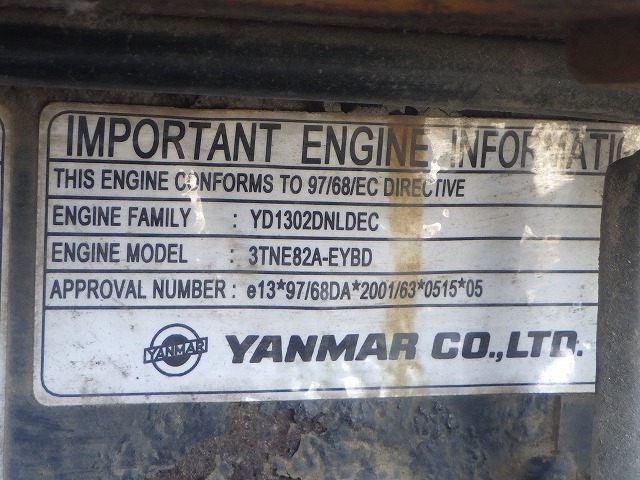 IMPORTANT ENGINE INFORMATIO
THIS ENGINE CONFORMS TO 97/68/EC DIRECTIVE
ENGINE FAMILY : YD1302DNLDEC
ENGINE MODEL : 3TNE82A-EYBD
APPROVAL NUMBER : e13*97/68DA*2001/63*0515*05
YANMAR YANMAR CO.,LTD.